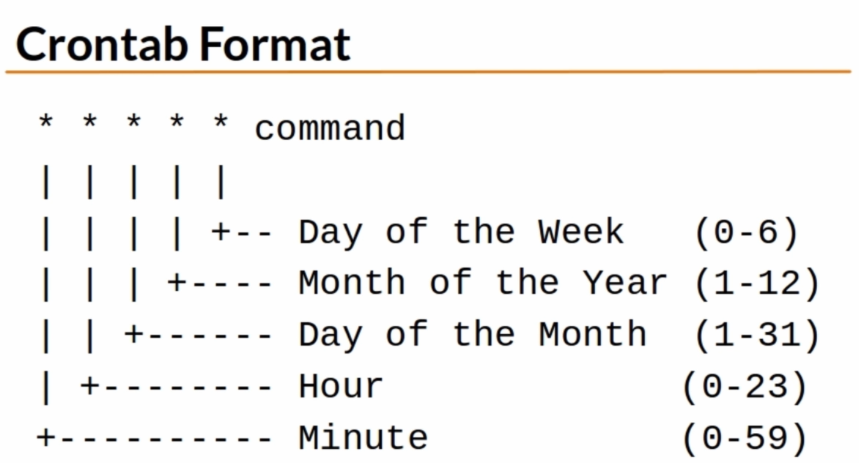 Crontab Format
* * * * * command
| | | | |
| | | | +-- Day of the Week   (0-6)
| | | +---- Month of the Year (1-12)
| | +------ Day of the Month  (1-31)
| +-------- Hour              (0-23)
+---------- Minute            (0-59)